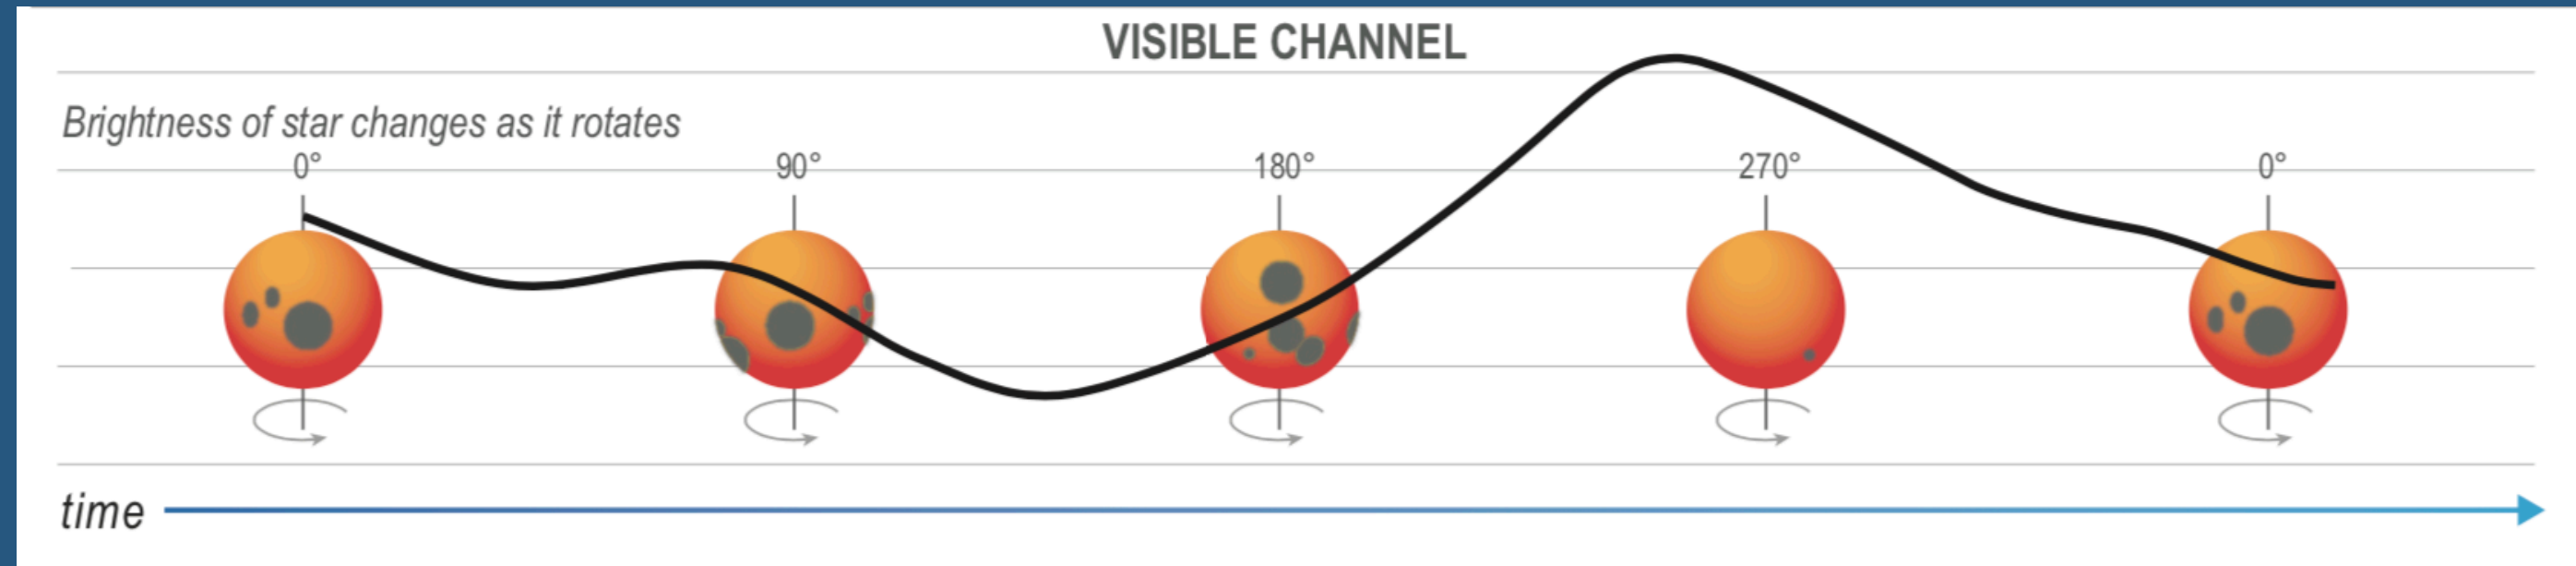 VISIBLE CHANNEL
Brightness of star changes as it rotates
0° 90° 180° 270° 0°
time